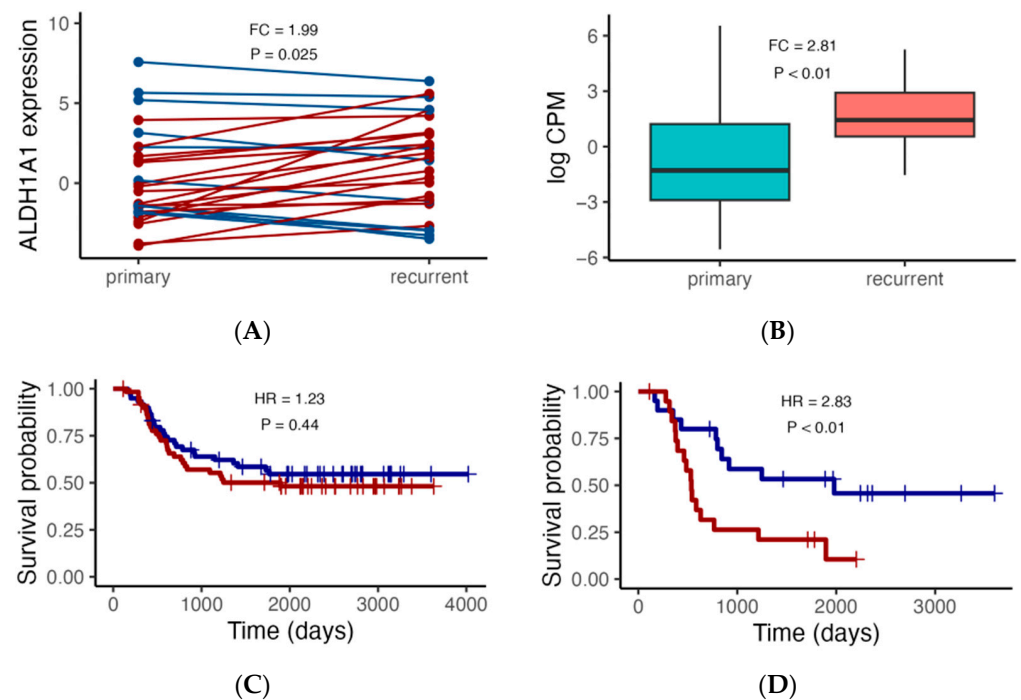 ALDH1A1 expression
10
5
0
FC = 1.99
P = 0.025
primary
recurrent
(A)
log CPM
6
3
0
−3
−6
FC = 2.81
P < 0.01
primary
recurrent
(B)
Survival probability
1.00
0.75
0.50
0.25
0.00
HR = 1.23
P = 0.44
0
1000
2000
3000
4000
Time (days)
(C)
Survival probability
1.00
0.75
0.50
0.25
0.00
HR = 2.83
P < 0.01
0
1000
2000
3000
Time (days)
(D)